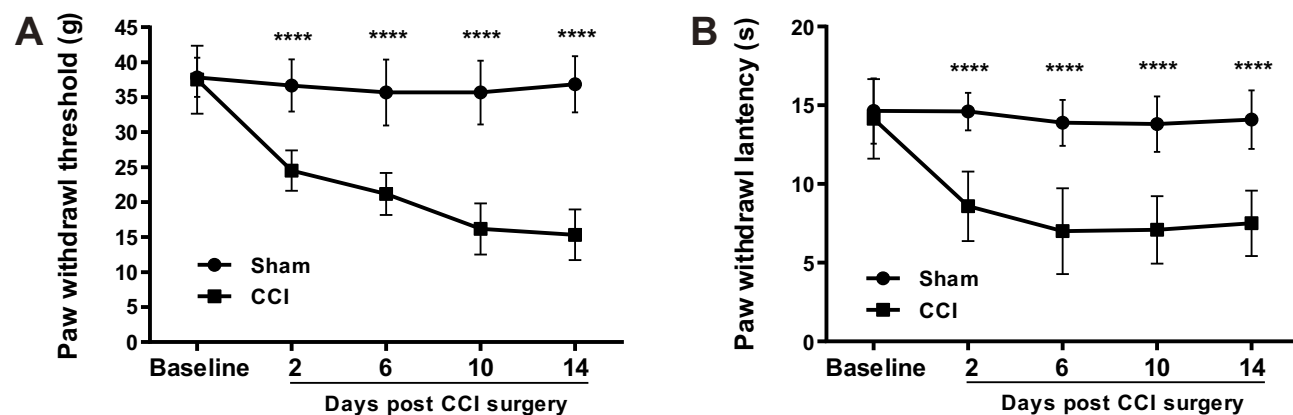 A
Paw withdrawl threshold (g)
45
40
35
30
25
20
15
10
5
0
**** **** **** ****
Sham
CCI
Baseline 2 6 10 14
Days post CCI surgery
B
Paw withdrawl lantency (s)
20
15
10
5
0
**** **** **** ****
Sham
CCI
Baseline 2 6 10 14
Days post CCI surgery